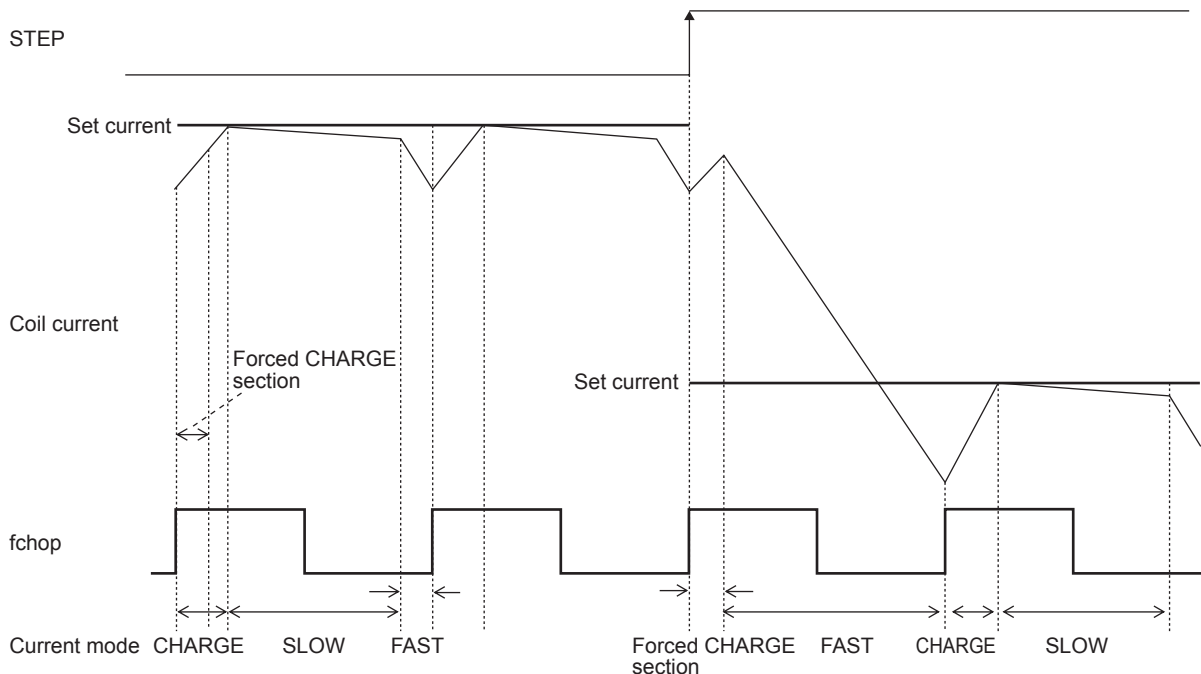 STEP
Set current
Coil current
Forced CHARGE
section
Set current
fchop
Current mode CHARGE SLOW FAST Forced CHARGE FAST CHARGE SLOW
section